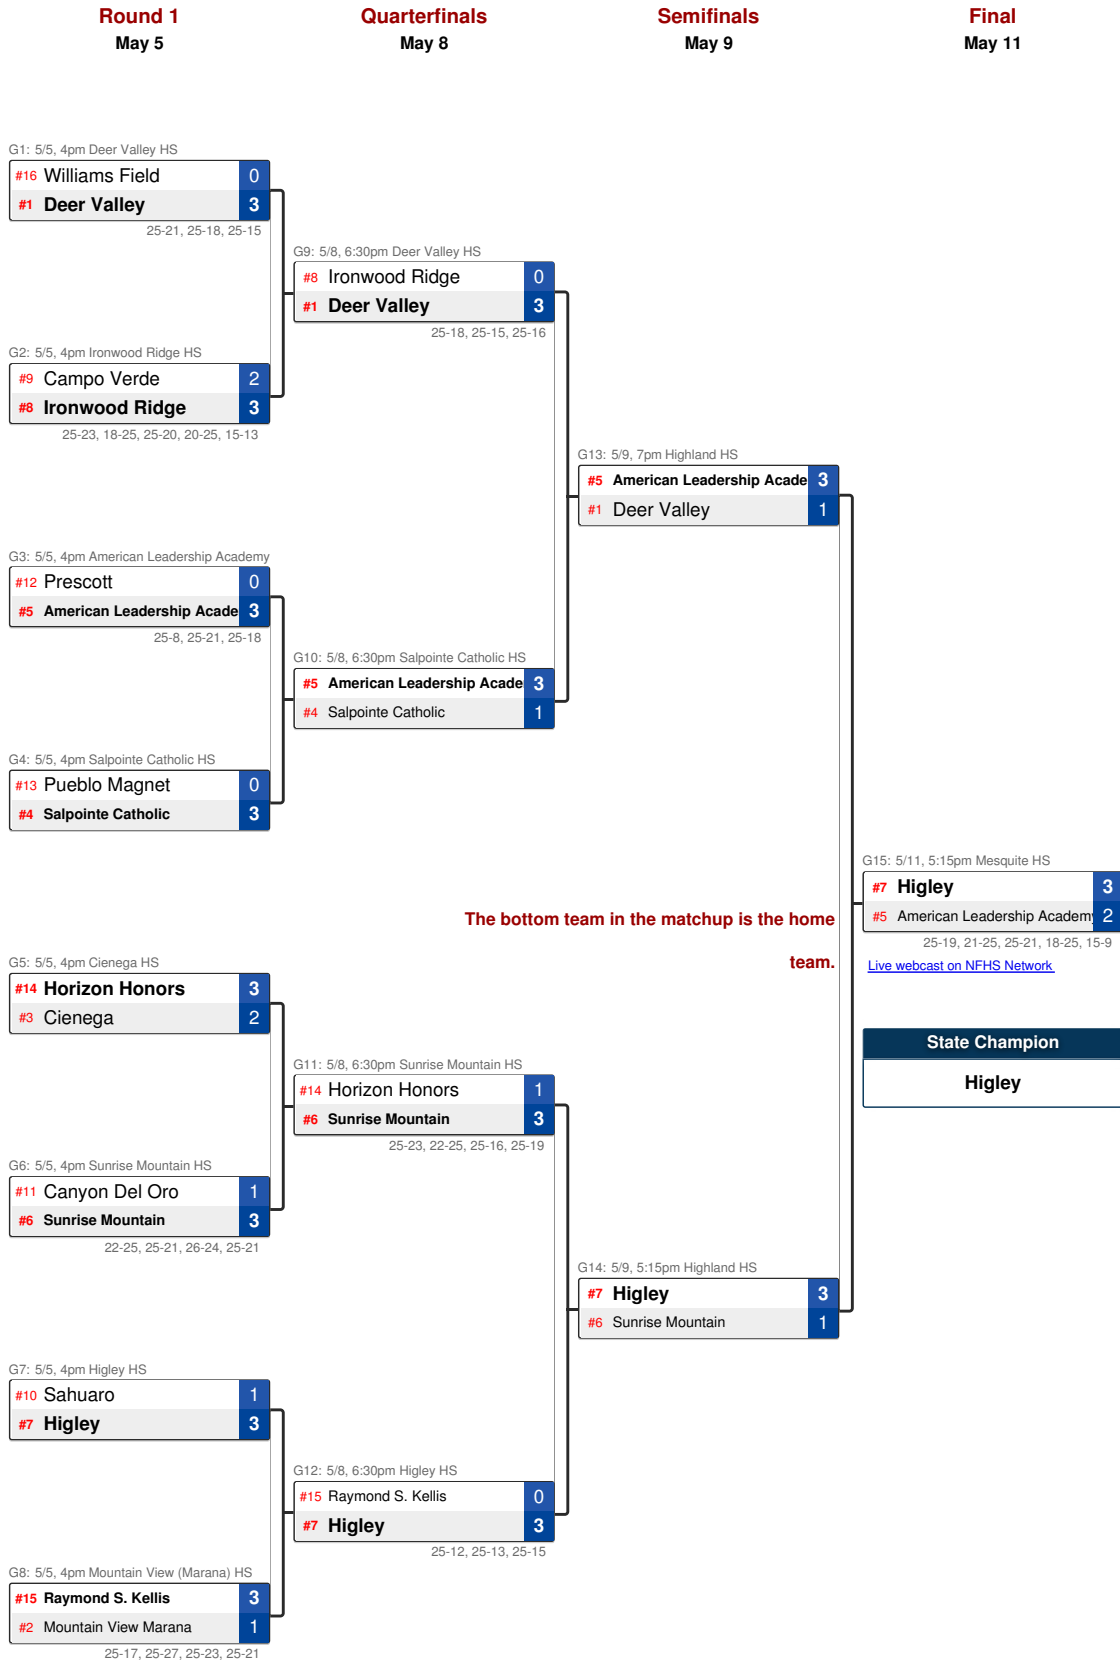 Round 1
May 5
Quarterfinals
May 8
Semifinals
May 9
Final
May 11
G1: 5/5, 4pm Deer Valley HS
#16 Williams Field 0
#1 Deer Valley 3
25-21, 25-18, 25-15
G2: 5/5, 4pm Ironwood Ridge HS
#9 Campo Verde 2
#8 Ironwood Ridge 3
25-23, 18-25, 25-20, 20-25, 15-13
G3: 5/5, 4pm American Leadership Academy
#12 Prescott 0
#5 American Leadership Acade 3
25-8, 25-21, 25-18
G4: 5/5, 4pm Salpointe Catholic HS
#13 Pueblo Magnet 0
#4 Salpointe Catholic 3
G5: 5/5, 4pm Cienega HS
#14 Horizon Honors 3
#3 Cienega 2
G6: 5/5, 4pm Sunrise Mountain HS
#11 Canyon Del Oro 1
#6 Sunrise Mountain 3
22-25, 25-21, 26-24, 25-21
G7: 5/5, 4pm Higley HS
#10 Sahuaro 1
#7 Higley 3
G8: 5/5, 4pm Mountain View (Marana) HS
#15 Raymond S. Kellis 3
#2 Mountain View Marana 1
25-17, 25-27, 25-23, 25-21
G9: 5/8, 6:30pm Deer Valley HS
#8 Ironwood Ridge 0
#1 Deer Valley 3
25-18, 25-15, 25-16
G10: 5/8, 6:30pm Salpointe Catholic HS
#5 American Leadership Acade 3
#4 Salpointe Catholic 1
G11: 5/8, 6:30pm Sunrise Mountain HS
#14 Horizon Honors 1
#6 Sunrise Mountain 3
25-23, 22-25, 25-16, 25-19
G12: 5/8, 6:30pm Higley HS
#15 Raymond S. Kellis 0
#7 Higley 3
25-12, 25-13, 25-15
G13: 5/9, 7pm Highland HS
#5 American Leadership Acade 3
#1 Deer Valley 1
The bottom team in the matchup is the home
team.
G14: 5/9, 5:15pm Highland HS
#7 Higley 3
#6 Sunrise Mountain 1
G15: 5/11, 5:15pm Mesquite HS
#7 Higley 3
#5 American Leadership Academy 2
25-19, 21-25, 25-21, 18-25, 15-9
Live webcast on NFHS Network
State Champion
Higley